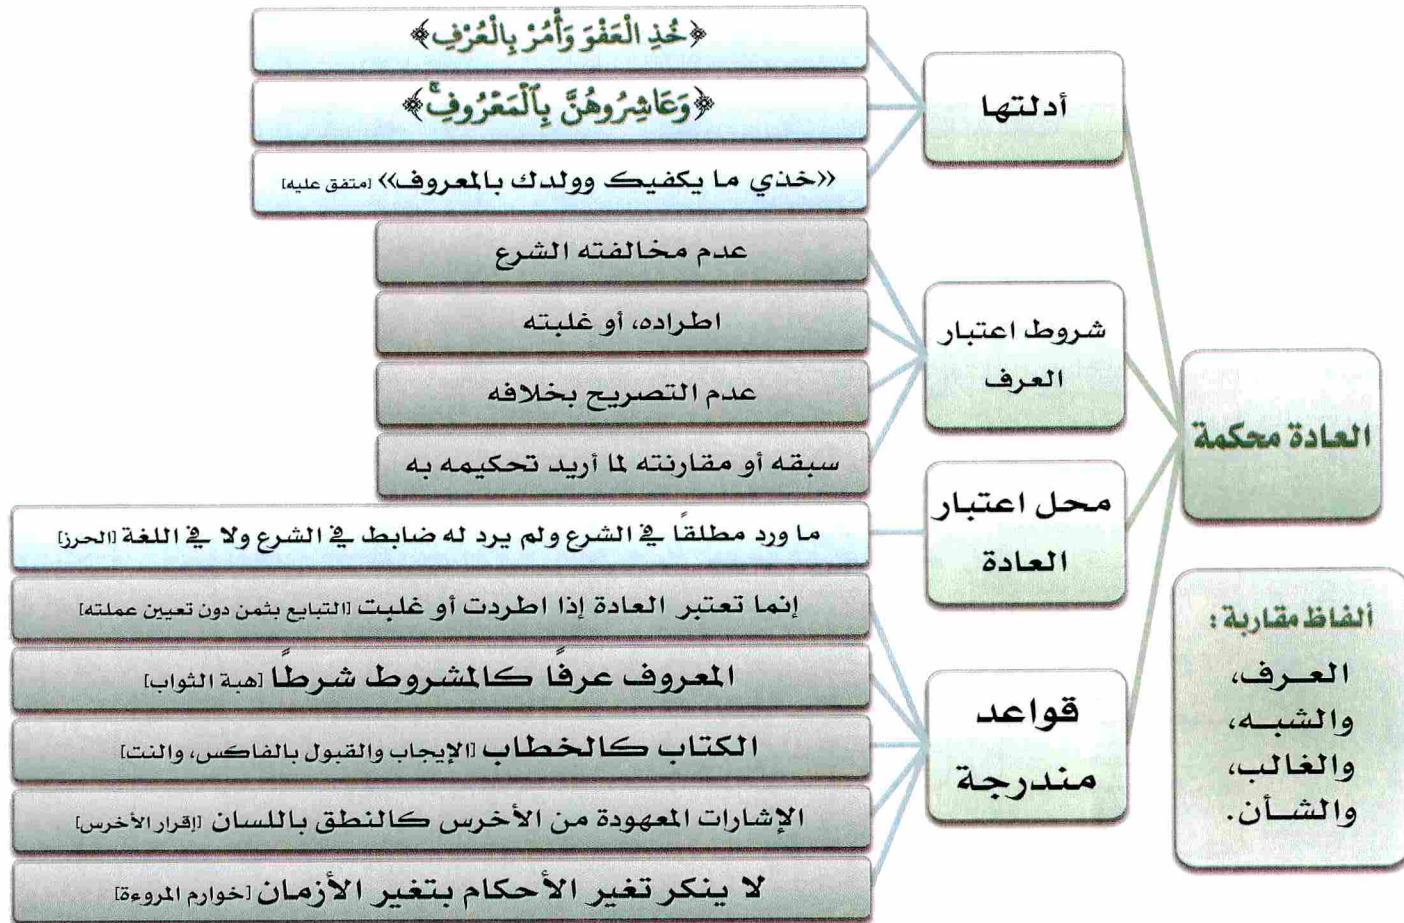 العادة محكمة
أدلتها
﴿خُذِ الْعَفْوَ وَأْمُرْ بِالْعُرْفِ﴾
﴿وَعَاشِرُوهُنَّ بِٱلْمَعْرُوفِۚ﴾
«خذي ما يكفيك وولدك بالمعروف» [متفق عليه]
شروط اعتبار
العرف
عدم مخالفته الشرع
اطراده، أو غلبته
عدم التصريح بخلافه
سبقه أو مقارنته لما أريد تحكيمه به
محل اعتبار
العادة
ما ورد مطلقًا في الشرع ولم يرد له ضابط في الشرع ولا في اللغة [الحرز]
قواعد
مندرجة
إنما تعتبر العادة إذا اطردت أو غلبت [التبايع بثمن دون تعيين عملته]
المعروف عرفًا كالمشروط شرطًا [هبة الثواب]
الكتاب كالخطاب [الإيجاب والقبول بالفاكس، والنت]
الإشارات المعهودة من الأخرس كالنطق باللسان [إقرار الأخرس]
لا ينكر تغير الأحكام بتغير الأزمان [خوارم المروءة]
ألفاظ مقاربة:
العرف،
والشبه،
والغالب،
والشأن.